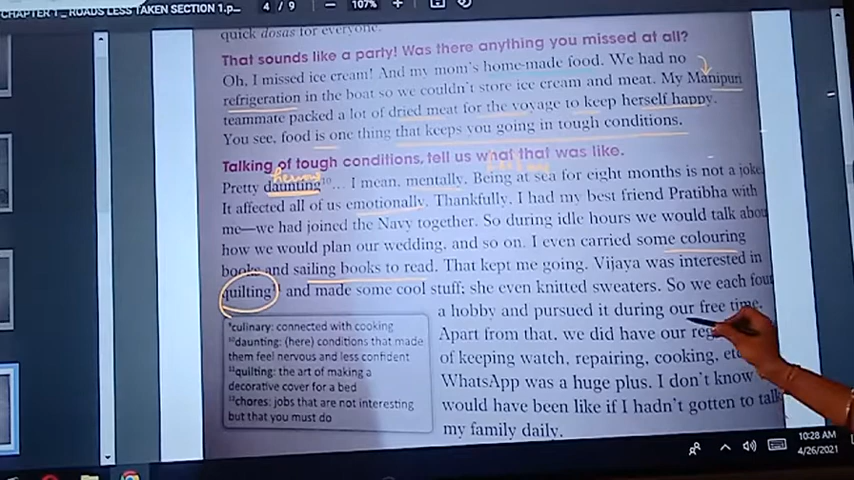 CHAPTER 1_ ROADS LESS TAKEN SECTION 1.p...
4 / 9
107%
quick dosas for everyone.
That sounds like a party! Was there anything you missed at all?
Oh, I missed ice cream! And my mom's home-made food. We had no
refrigeration in the boat so we couldn't store ice cream and meat. My Manipuri
teammate packed a lot of dried meat for the voyage to keep herself happy.
You see, food is one thing that keeps you going in tough conditions.
Talking of tough conditions, tell us what that was like.
Pretty daunting¹⁰... I mean, mentally. Being at sea for eight months is not a joke.
It affected all of us emotionally. Thankfully, I had my best friend Pratibha with
me—we had joined the Navy together. So during idle hours we would talk about
how we would plan our wedding, and so on. I even carried some colouring
books and sailing books to read. That kept me going. Vijaya was interested in
quilting¹¹ and made some cool stuff; she even knitted sweaters. So we each four
a hobby and pursued it during our free time.
Apart from that, we did have our reg
of keeping watch, repairing, cooking, etc
WhatsApp was a huge plus. I don't know
would have been like if I hadn't gotten to talk
my family daily.
⁹culinary: connected with cooking
¹⁰daunting: (here) conditions that made
them feel nervous and less confident
¹¹quilting: the art of making a
decorative cover for a bed
¹²chores: jobs that are not interesting
but that you must do
10:28 AM
4/26/2021